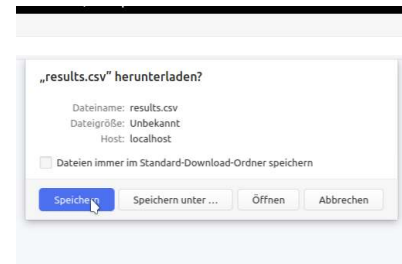 „results.csv“ herunterladen?
Dateiname: results.csv
Dateigröße: Unbekannt
Host: localhost
Dateien immer im Standard-Download-Ordner speichern
Speichern
Speichern unter ...
Öffnen
Abbrechen